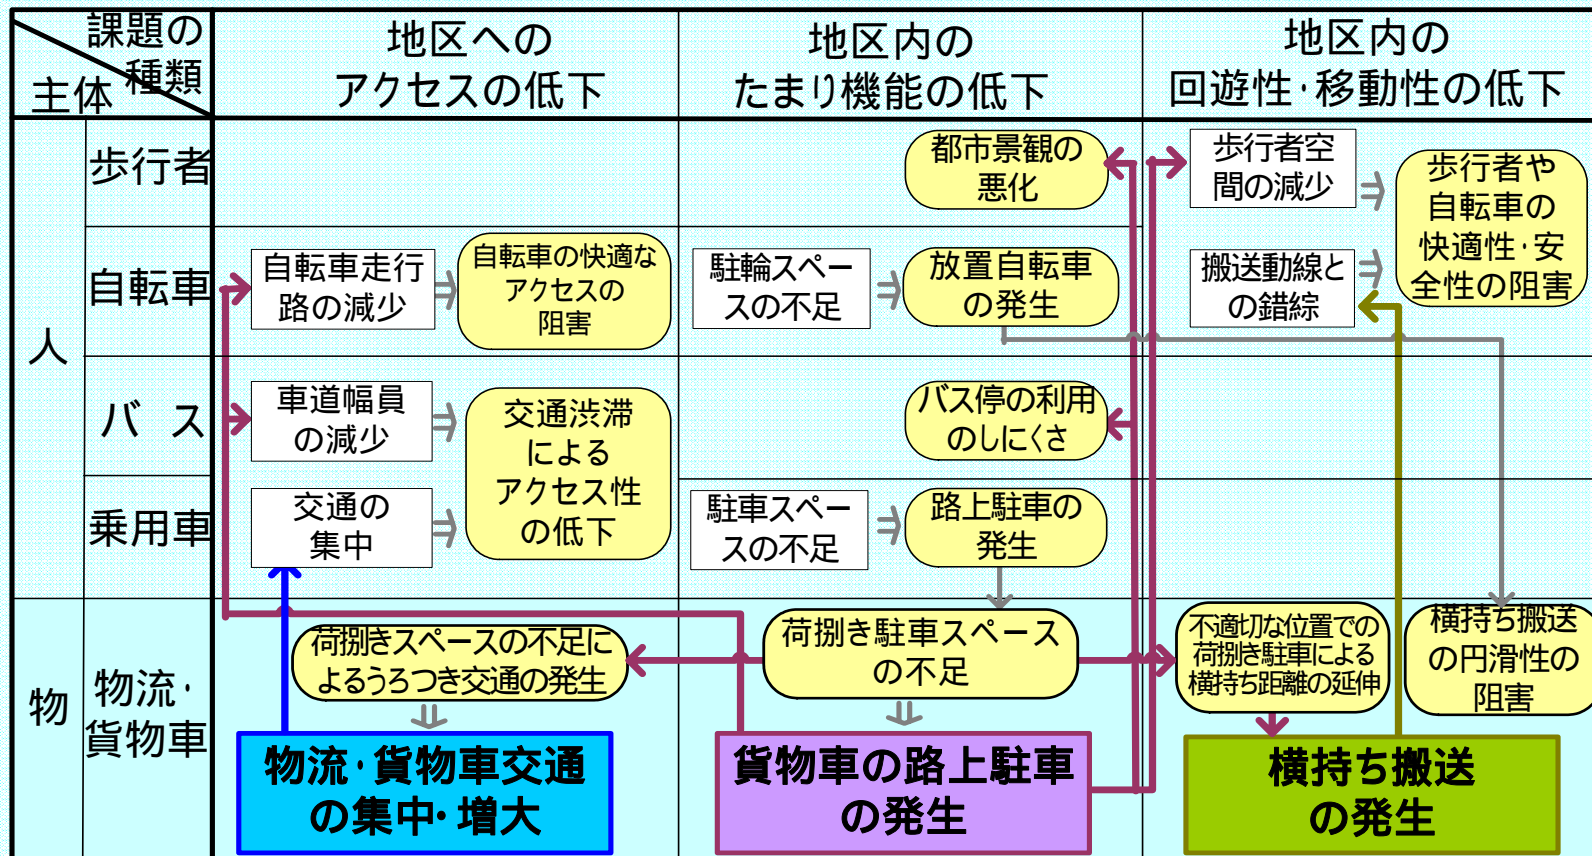 課題の
種類
主体
地区への
アクセスの低下
地区内の
たまり機能の低下
地区内の
回遊性・移動性の低下
人
歩行者
都市景観の
悪化
歩行者空
間の減少
歩行者や
自転車の
快適性・安
全性の阻害
自転車
自転車走行
路の減少
自転車の快適な
アクセスの
阻害
駐輪スペー
スの不足
放置自転車
の発生
搬送動線と
の錯綜
バス
車道幅員
の減少
交通渋滞
による
アクセス性
の低下
バス停の利用
のしにくさ
乗用車
交通の
集中
駐車スペー
スの不足
路上駐車の
発生
物
物流・
貨物車
荷捌きスペースの不足に
よるうろつき交通の発生
荷捌き駐車スペース
の不足
不適切な位置での
荷捌き駐車による
横持ち距離の延伸
横持ち搬送
の円滑性の
阻害
物流・貨物車交通
の集中・増大
貨物車の路上駐車
の発生
横持ち搬送
の発生